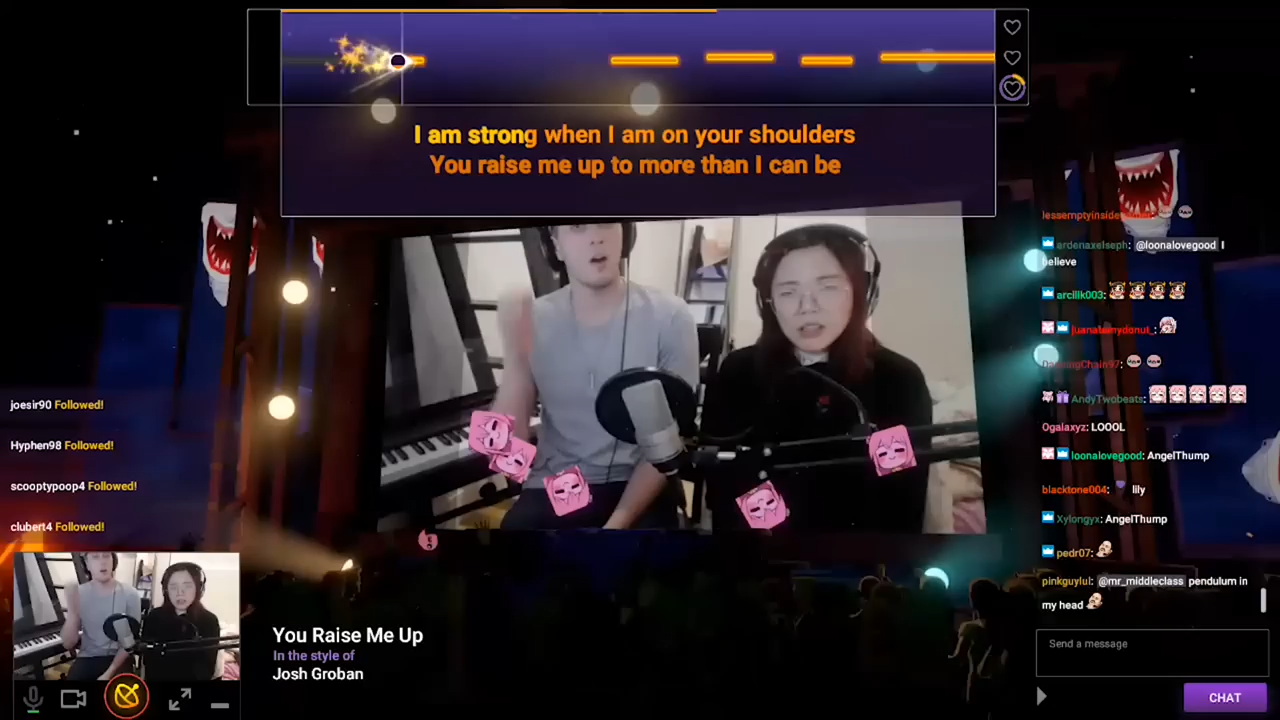 I am strong when I am on your shoulders
You raise me up to more than I can be
ardenaxelseph: @loonalovegood I
believe
arcilik003:
juanatamydonut_:
AndyTwobeats:
Ogalaxyz: LOOOL
loonalovegood: AngelThump
blacktone004: lily
Xylongyx: AngelThump
pedr07:
pinkguylul: @mr_middleclass pendulum in
my head
Send a message
CHAT
joesir90 Followed!
Hyphen98 Followed!
scooptypoop4 Followed!
clubert4 Followed!
You Raise Me Up
In the style of
Josh Groban